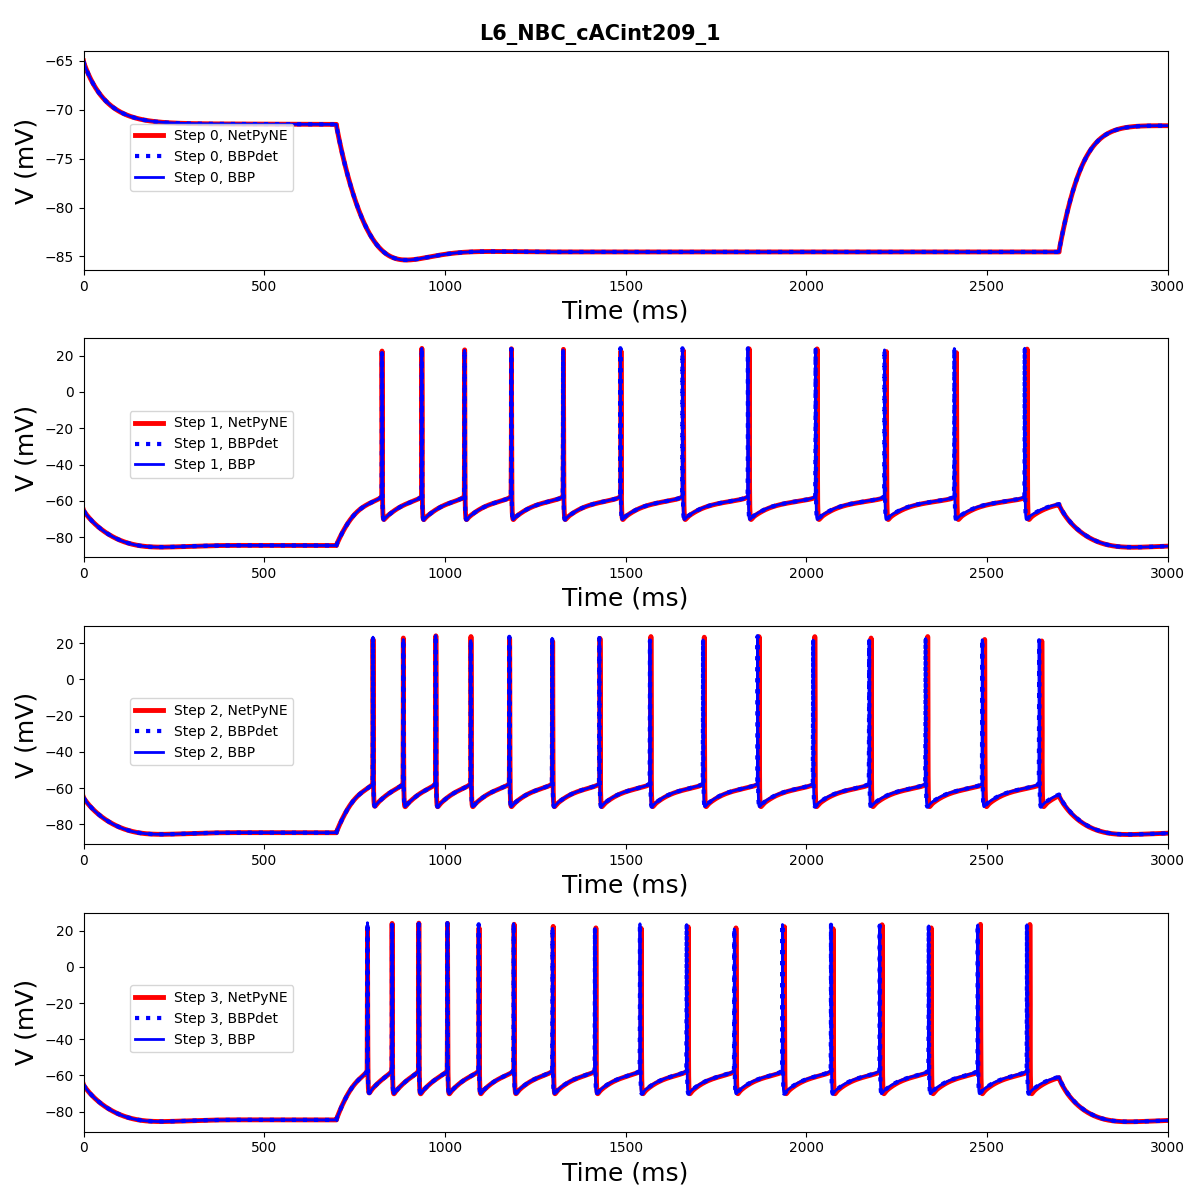 L6_NBC_cACint209_1
−65
−70
−75
−80
−85
V (mV)
Step 0, NetPyNE
Step 0, BBPdet
Step 0, BBP
0 500 1000 1500 2000 2500 3000
Time (ms)
20
0
−20
−40
−60
−80
V (mV)
Step 1, NetPyNE
Step 1, BBPdet
Step 1, BBP
0 500 1000 1500 2000 2500 3000
Time (ms)
20
0
−20
−40
−60
−80
V (mV)
Step 2, NetPyNE
Step 2, BBPdet
Step 2, BBP
0 500 1000 1500 2000 2500 3000
Time (ms)
20
0
−20
−40
−60
−80
V (mV)
Step 3, NetPyNE
Step 3, BBPdet
Step 3, BBP
0 500 1000 1500 2000 2500 3000
Time (ms)